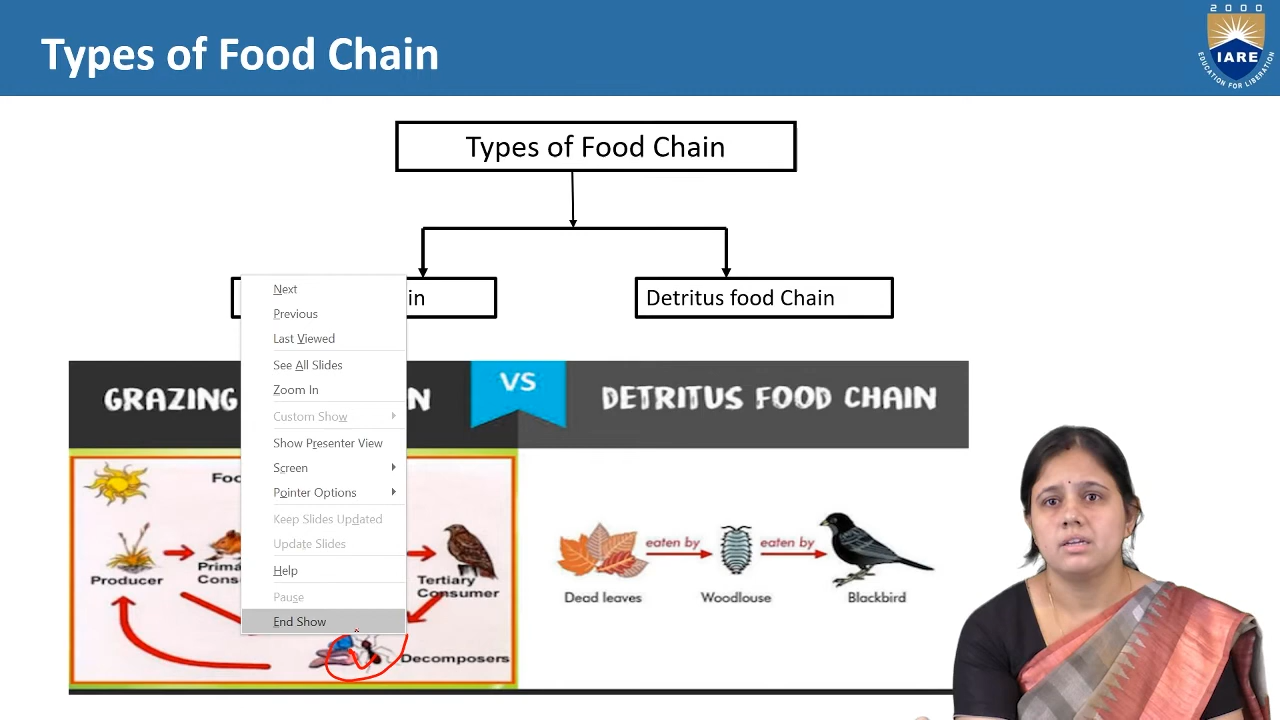 Types of Food Chain
2000
IARE
EDUCATION FOR LIBERATION
Types of Food Chain
in
Detritus food Chain
Next
Previous
Last Viewed
See All Slides
Zoom In
Custom Show
Show Presenter View
Screen
Pointer Options
Keep Slides Updated
Update Slides
Help
Pause
End Show
GRAZING
N
VS
DETRITUS FOOD CHAIN
Foo
Producer
Prima
Cons
Tertiary
Consumer
Decomposers
eaten by
eaten by
Dead leaves
Woodlouse
Blackbird